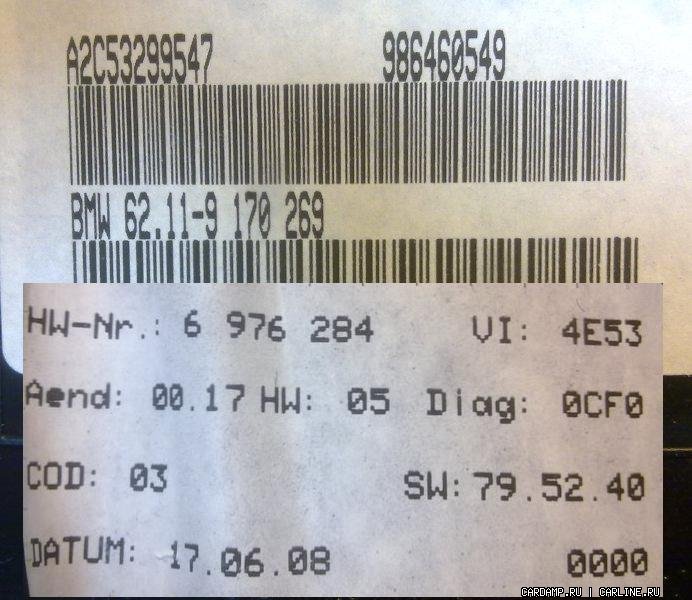 A2C53299547 986460549
BMW 62.11-9 170 269
HW-Nr.: 6 976 284 VI: 4E53
Aend: 00.17 HW: 05 Diag: 0CF0
COD: 03 SW: 79.52.40
DATUM: 17.06.08 0000
CARDAMP.RU | CARLINE.RU